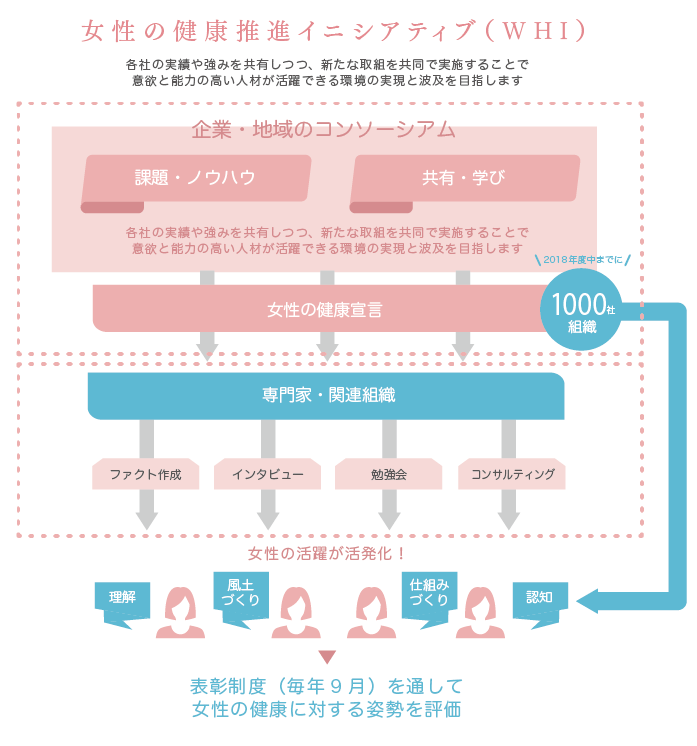 女性の健康推進イニシアティブ(WHI)
各社の実績や強みを共有しつつ、新たな取組を共同で実施することで
意欲と能力の高い人材が活躍できる環境の実現と波及を目指します
企業・地域のコンソーシアム
課題・ノウハウ
共有・学び
各社の実績や強みを共有しつつ、新たな取組を共同で実施することで
意欲と能力の高い人材が活躍できる環境の実現と波及を目指します
2018年度中までに
1000社
組織
女性の健康宣言
専門家・関連組織
ファクト作成
インタビュー
勉強会
コンサルティング
女性の活躍が活発化！
理解
風土
づくり
仕組み
づくり
認知
表彰制度（毎年９月）を通して
女性の健康に対する姿勢を評価